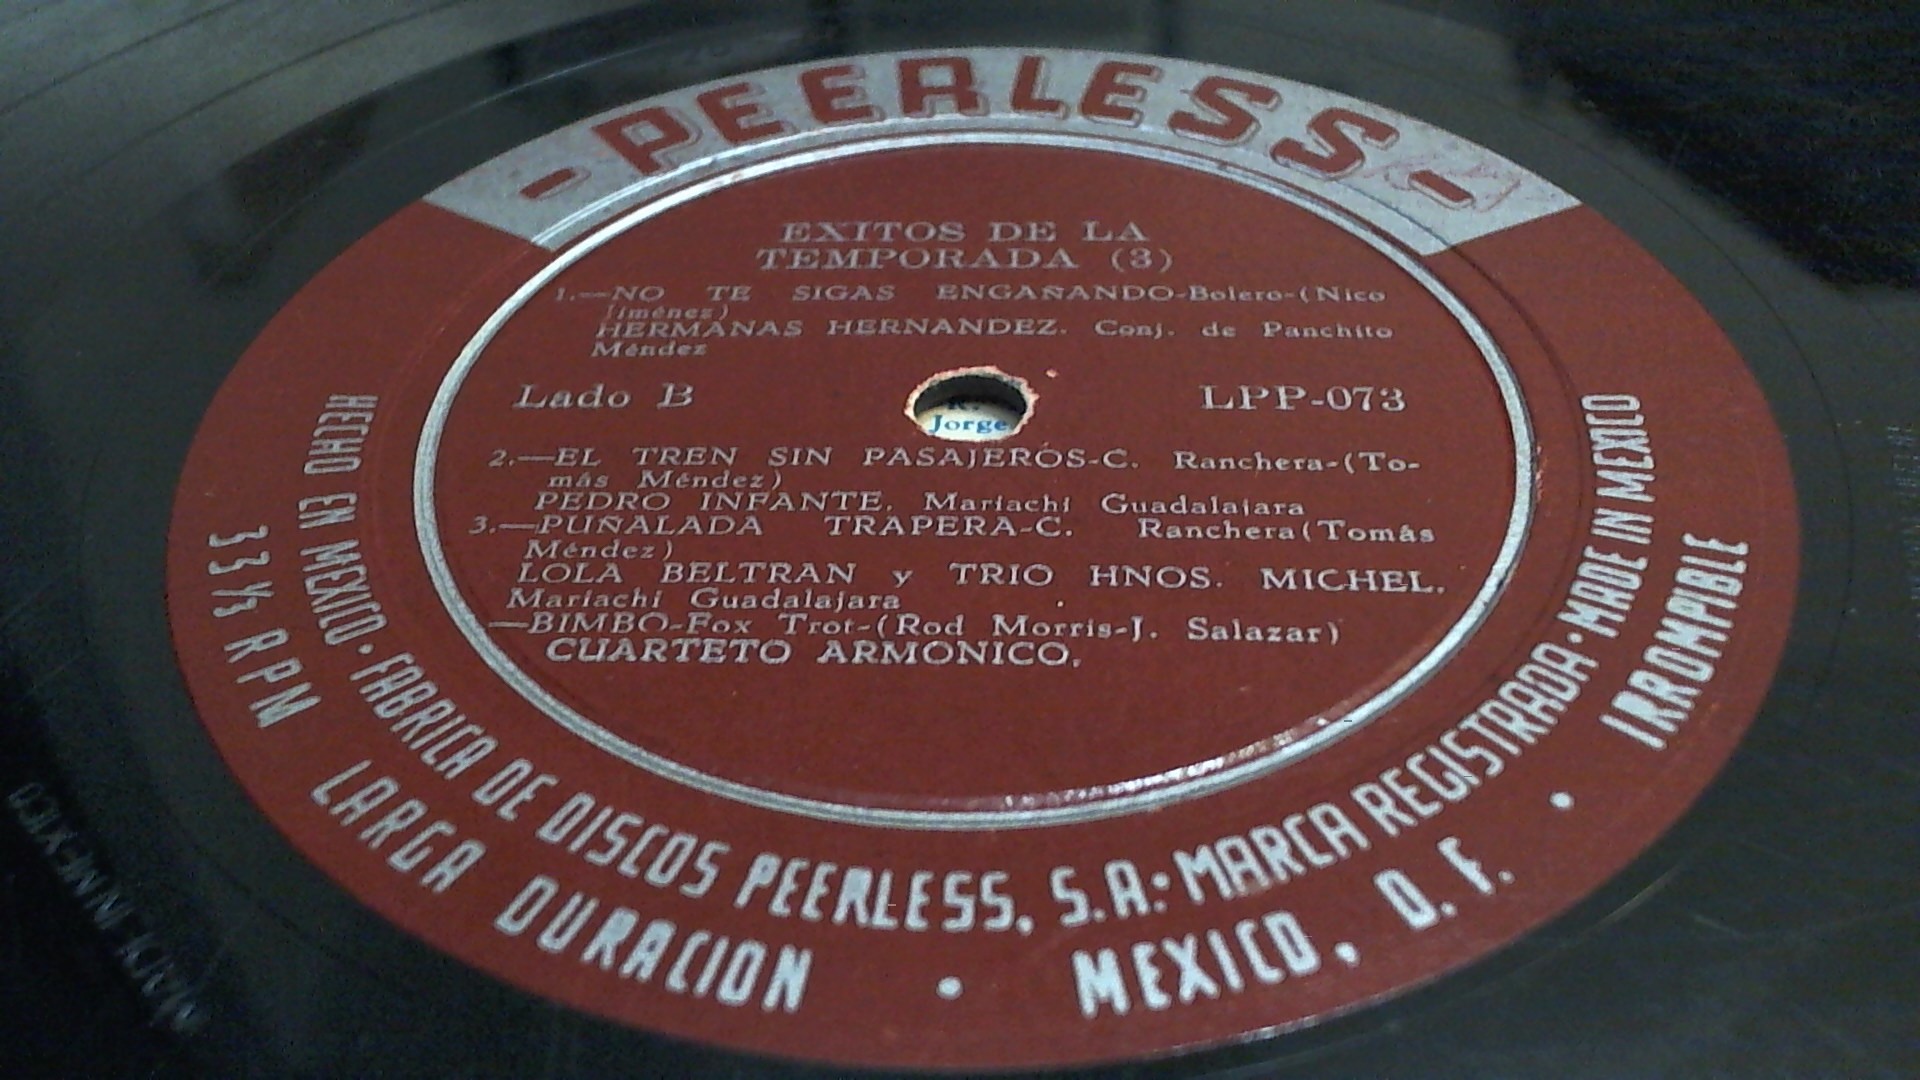 -PEERLESS-
EXITOS DE LA
TEMPORADA (3)
1.—NO TE SIGAS ENGAÑANDO-Bolero-(Nico
Jiménez)
HERMANAS HERNANDEZ. Conj. de Panchito
Méndez
Lado B LPP-073
Jorge
2.—EL TREN SIN PASAJEROS-C. Ranchera-(To-
más Méndez)
PEDRO INFANTE. Mariachi Guadalajara
3.—PUÑALADA TRAPERA-C. Ranchera(Tomás
Méndez)
LOLA BELTRAN y TRIO HNOS. MICHEL.
Mariachi Guadalajara
—BIMBO-Fox Trot-(Rod Morris-J. Salazar)
CUARTETO ARMONICO.
HECHO EN MEXICO · FABRICA DE DISCOS PEERLESS, S.A: MARCA REGISTRADA · MADE IN MEXICO
33⅓ RPM LARGA DURACION • MEXICO, D. F. • IRROMPIBLE
MADE IN MEXICO